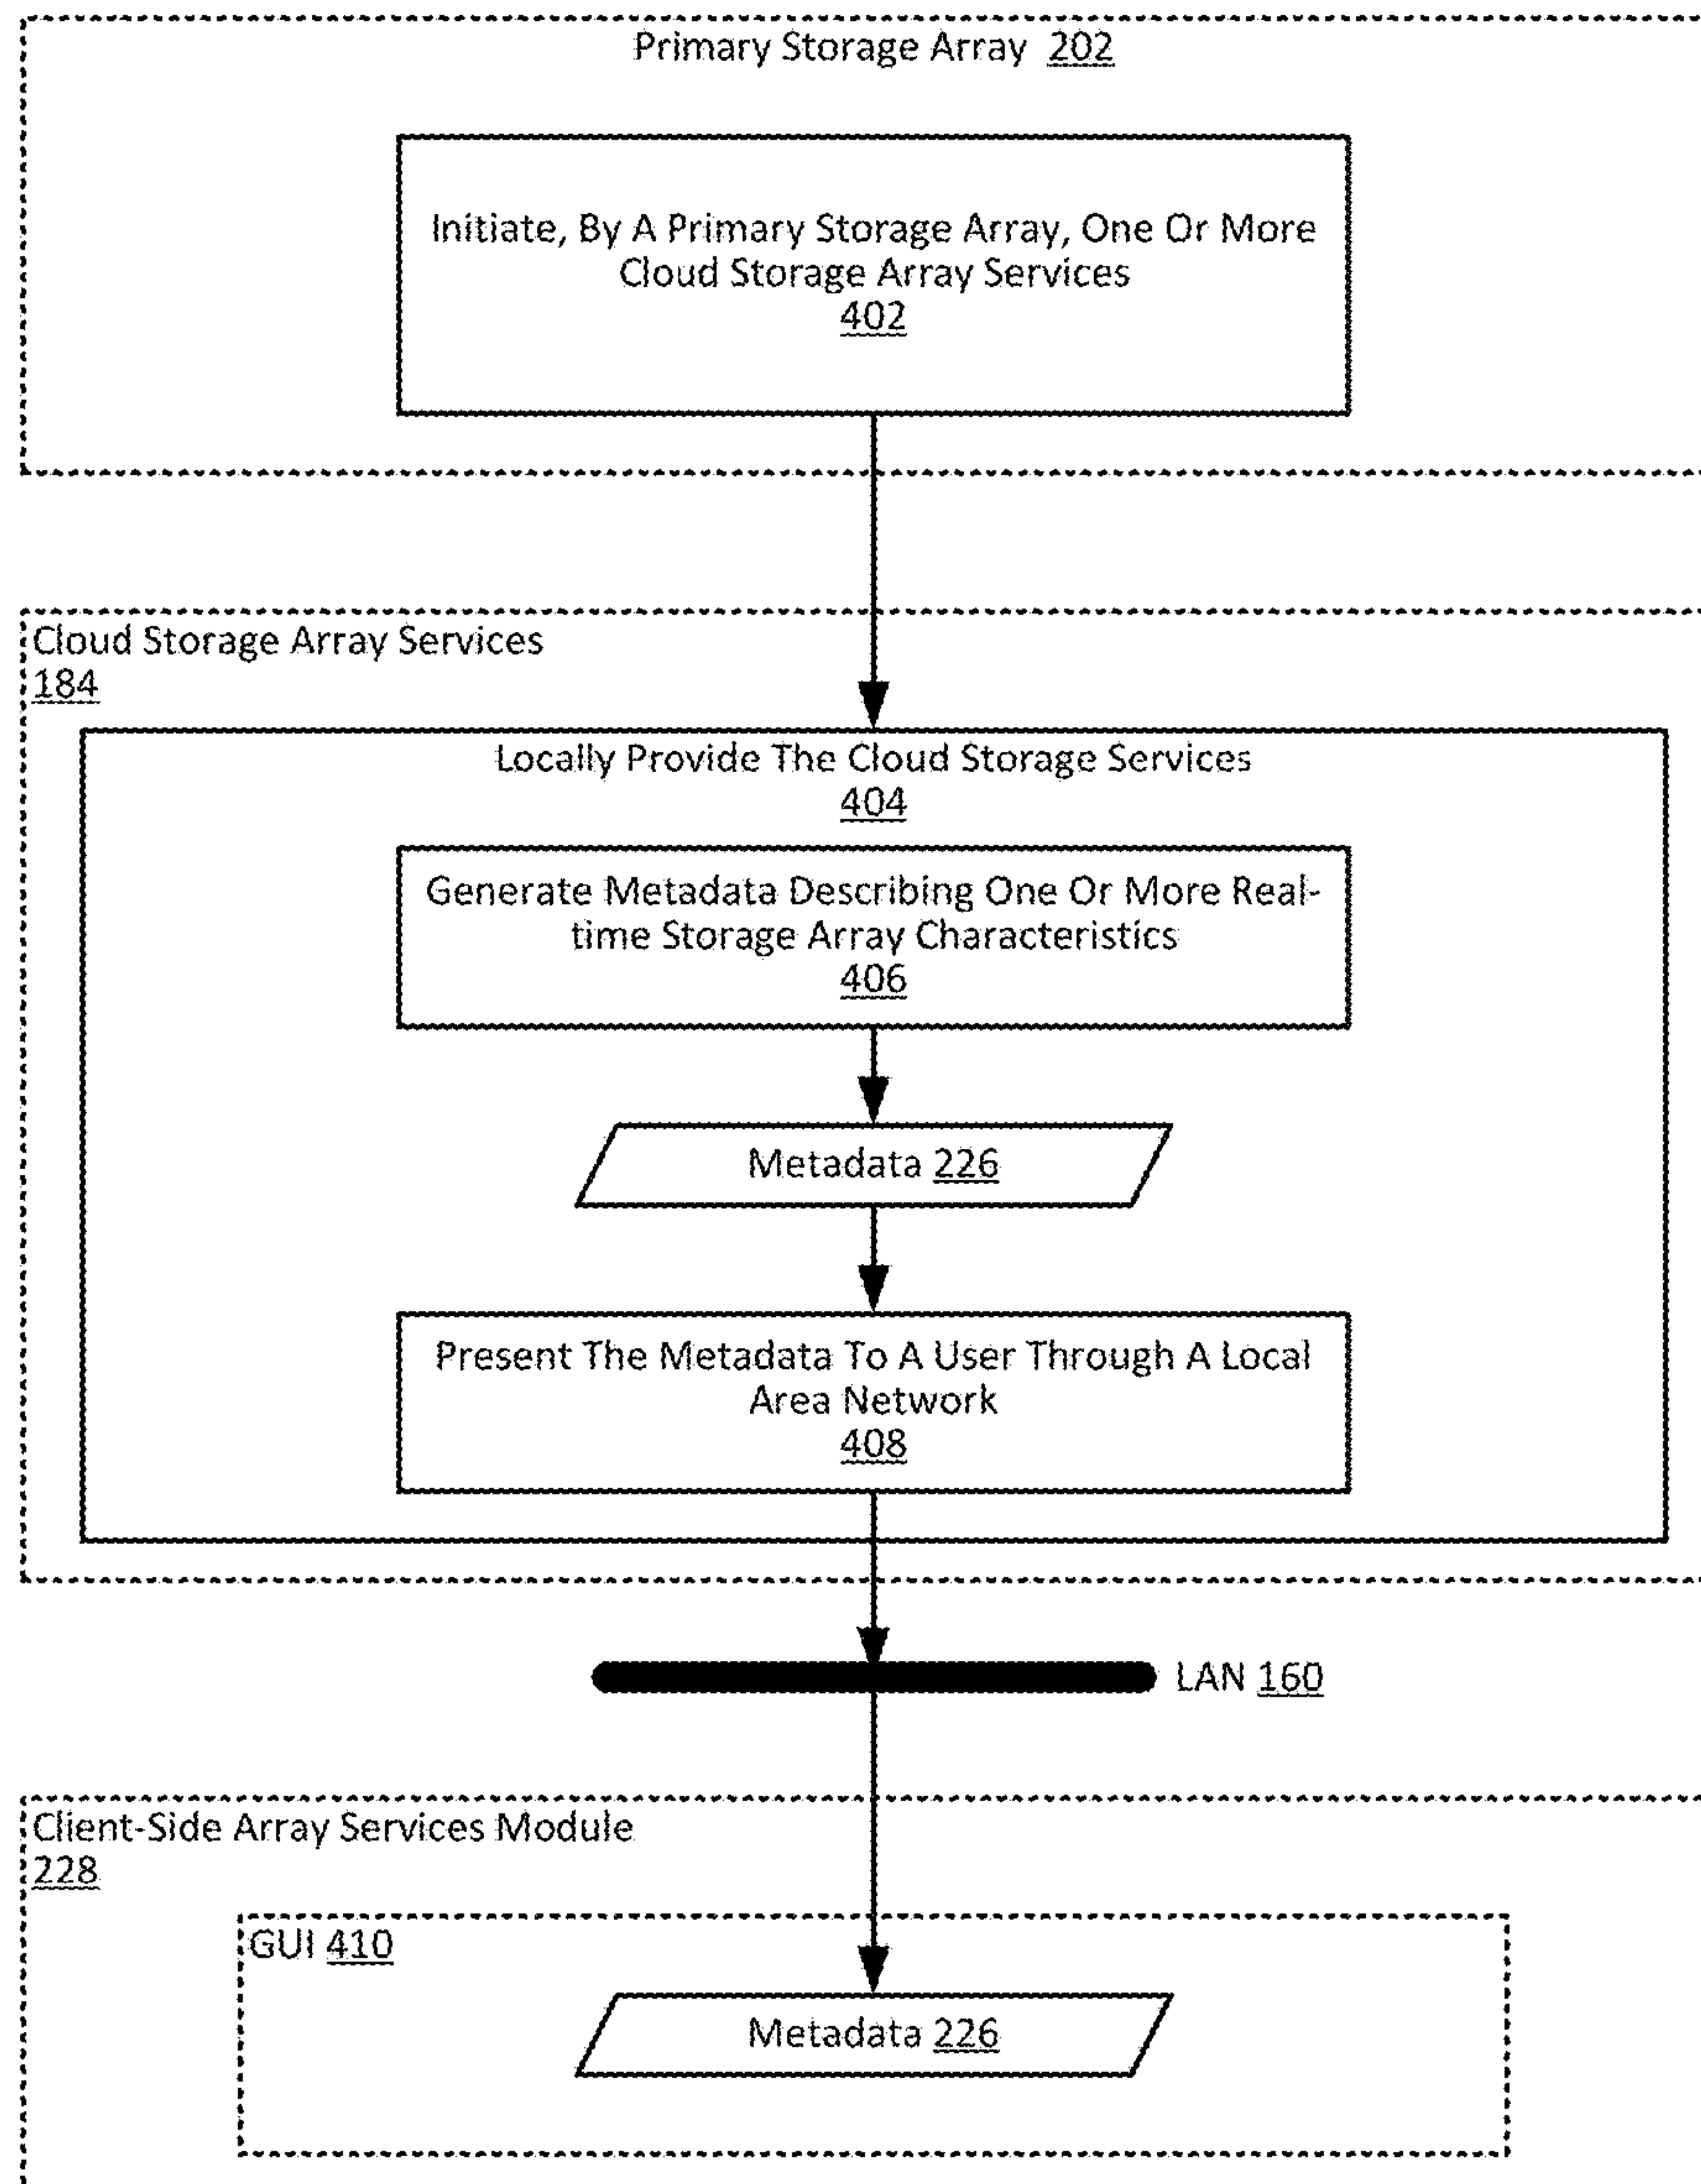 Primary Storage Array 202
Initiate, By A Primary Storage Array, One Or More
Cloud Storage Array Services
402
Cloud Storage Array Services
184
Locally Provide The Cloud Storage Services
404
Generate Metadata Describing One Or More Real-
time Storage Array Characteristics
406
Metadata 226
Present The Metadata To A User Through A Local
Area Network
408
LAN 160
Client-Side Array Services Module
228
GUI 410
Metadata 226